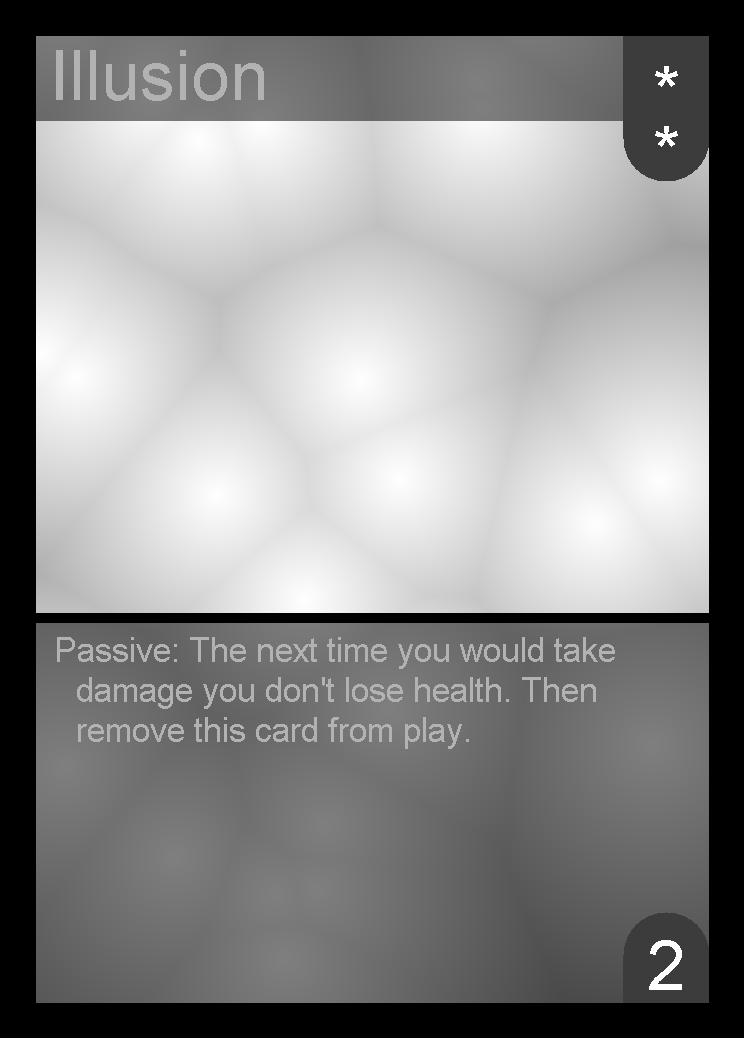 Illusion
*
*
Passive: The next time you would take
damage you don't lose health. Then
remove this card from play.
2